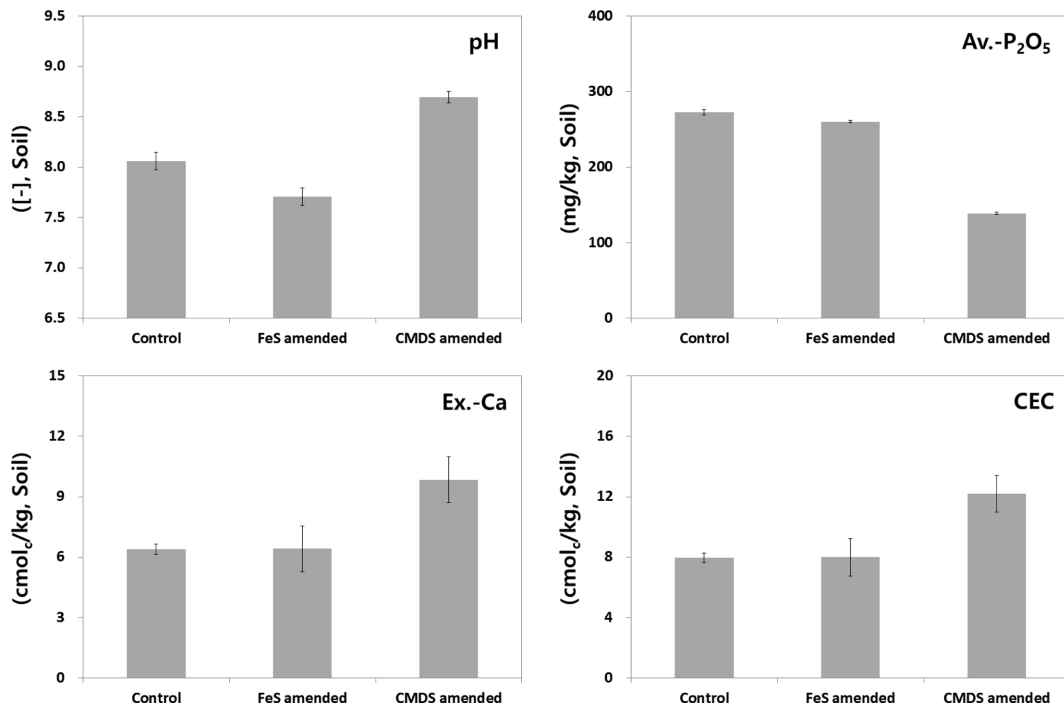 pH
([-], Soil)
9.5
9.0
8.5
8.0
7.5
7.0
6.5
Control
FeS amended
CMDS amended
Av.-P₂O₅
(mg/kg, Soil)
400
300
200
100
0
Control
FeS amended
CMDS amended
Ex.-Ca
(cmol꜀/kg, Soil)
15
12
9
6
3
0
Control
FeS amended
CMDS amended
CEC
(cmol꜀/kg, Soil)
20
16
12
8
4
0
Control
FeS amended
CMDS amended